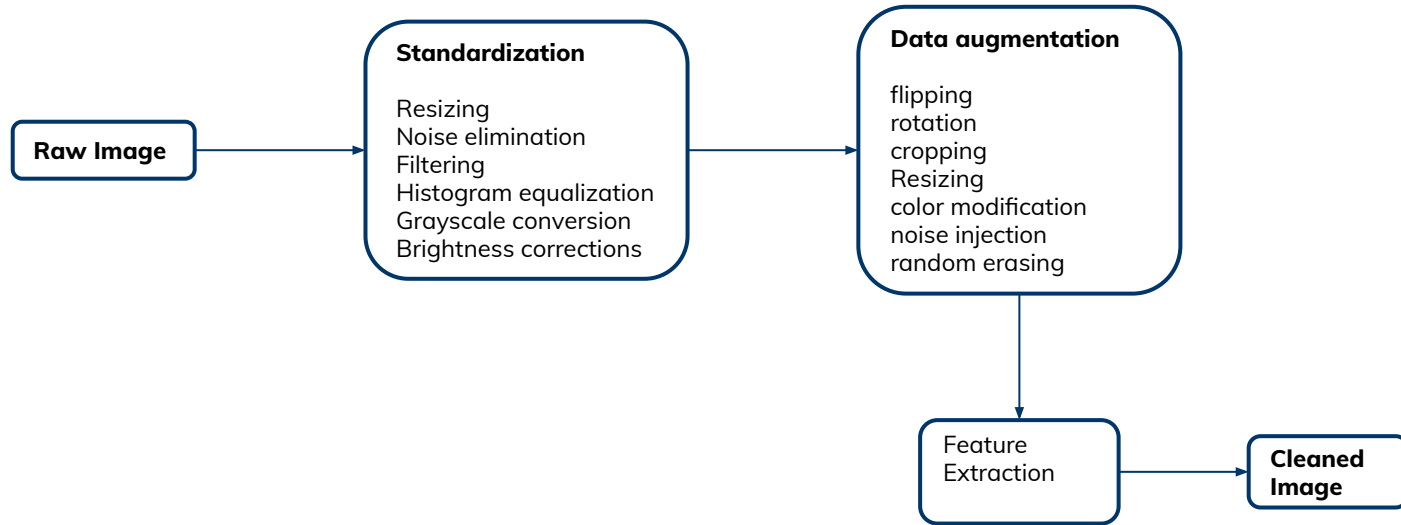 Raw Image
Standardization
Resizing
Noise elimination
Filtering
Histogram equalization
Grayscale conversion
Brightness corrections
Data augmentation
flipping
rotation
cropping
Resizing
color modification
noise injection
random erasing
Feature
Extraction
Cleaned
Image